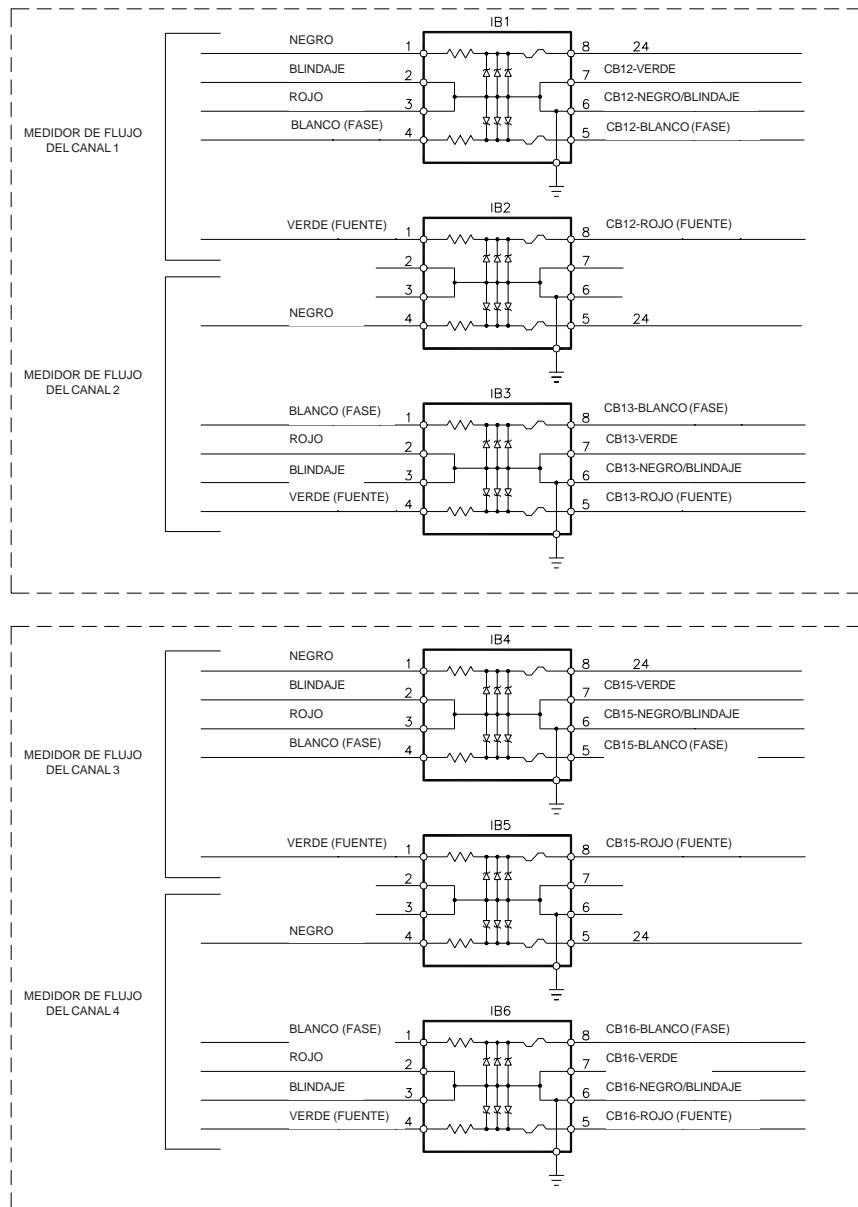 IB1
NEGRO 1 8 24
BLINDAJE 2 7 CB12-VERDE
ROJO 3 6 CB12-NEGRO/BLINDAJE
BLANCO (FASE) 4 5 CB12-BLANCO (FASE)
MEDIDOR DE FLUJO
DEL CANAL 1
IB2
VERDE (FUENTE) 1 8 CB12-ROJO (FUENTE)
2 7
3 6
NEGRO 4 5 24
MEDIDOR DE FLUJO
DEL CANAL 2
IB3
BLANCO (FASE) 1 8 CB13-BLANCO (FASE)
ROJO 2 7 CB13-VERDE
BLINDAJE 3 6 CB13-NEGRO/BLINDAJE
VERDE (FUENTE) 4 5 CB13-ROJO (FUENTE)
IB4
NEGRO 1 8 24
BLINDAJE 2 7 CB15-VERDE
ROJO 3 6 CB15-NEGRO/BLINDAJE
BLANCO (FASE) 4 5 CB15-BLANCO (FASE)
MEDIDOR DE FLUJO
DEL CANAL 3
IB5
VERDE (FUENTE) 1 8 CB15-ROJO (FUENTE)
2 7
3 6
NEGRO 4 5 24
MEDIDOR DE FLUJO
DEL CANAL 4
IB6
BLANCO (FASE) 1 8 CB16-BLANCO (FASE)
ROJO 2 7 CB16-VERDE
BLINDAJE 3 6 CB16-NEGRO/BLINDAJE
VERDE (FUENTE) 4 5 CB16-ROJO (FUENTE)